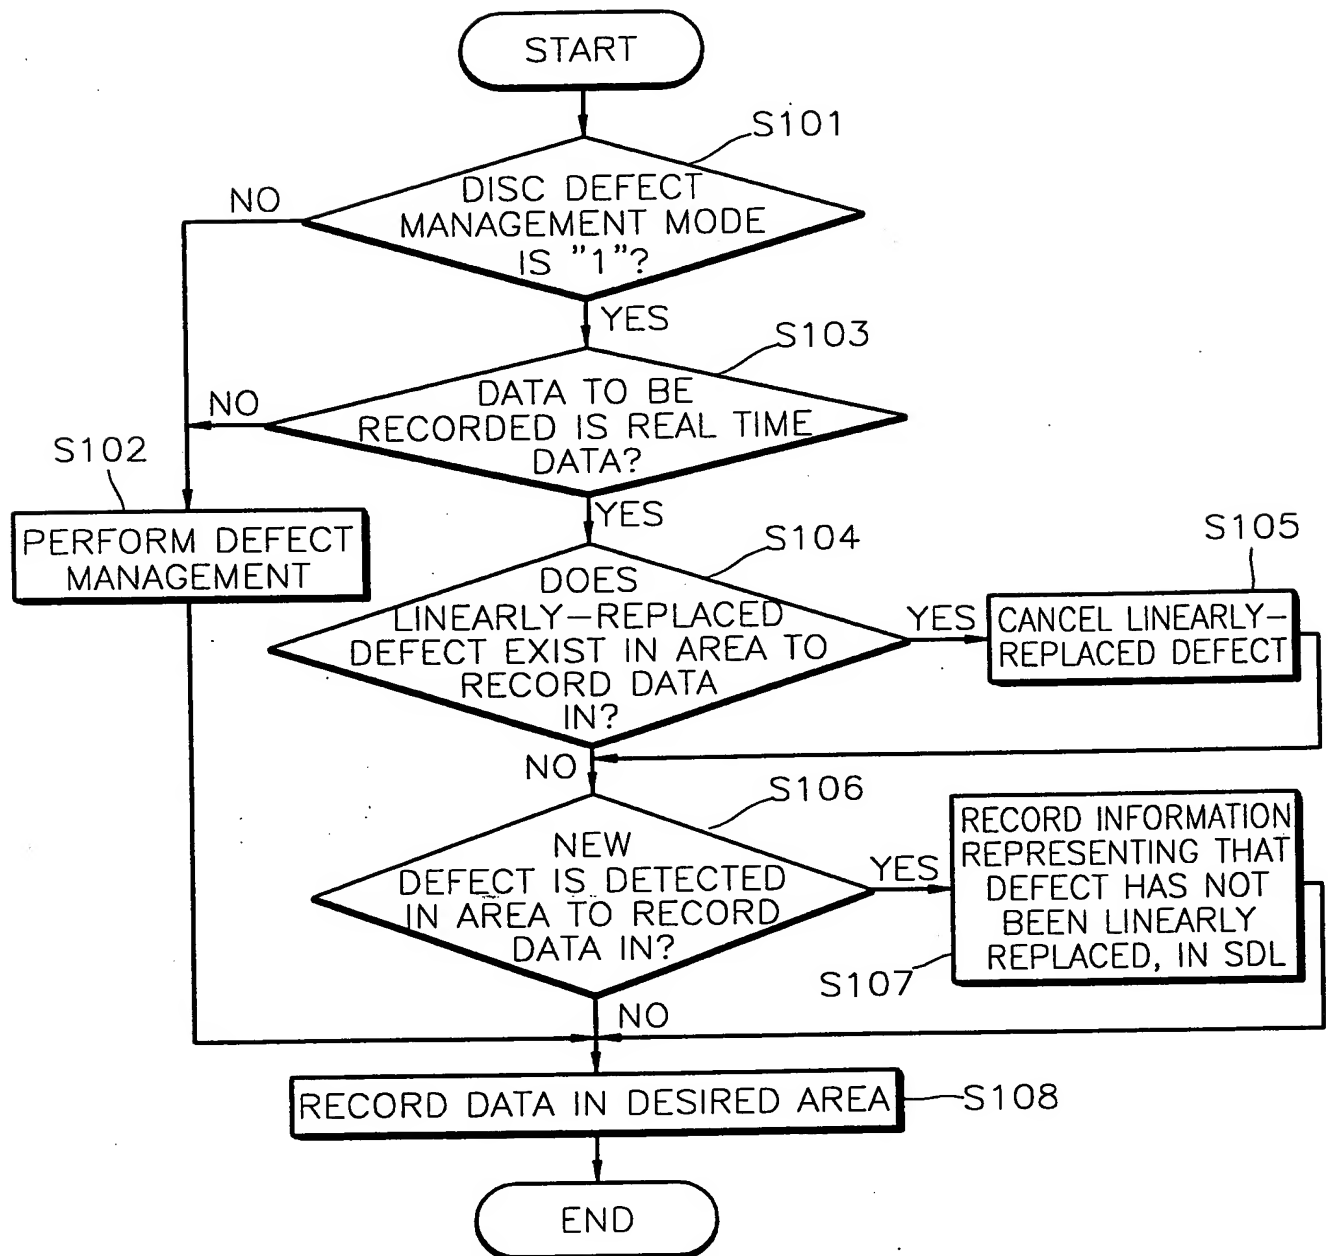 START
S101
DISC DEFECT
MANAGEMENT MODE
IS "1"?
NO
YES
S103
DATA TO BE
RECORDED IS REAL TIME
DATA?
NO
S102
PERFORM DEFECT
MANAGEMENT
YES
S104
DOES
LINEARLY-REPLACED
DEFECT EXIST IN AREA TO
RECORD DATA
IN?
YES
S105
CANCEL LINEARLY-
REPLACED DEFECT
NO
S106
NEW
DEFECT IS DETECTED
IN AREA TO RECORD
DATA IN?
YES
RECORD INFORMATION
REPRESENTING THAT
DEFECT HAS NOT
BEEN LINEARLY
REPLACED, IN SDL
S107
NO
RECORD DATA IN DESIRED AREA
S108
END